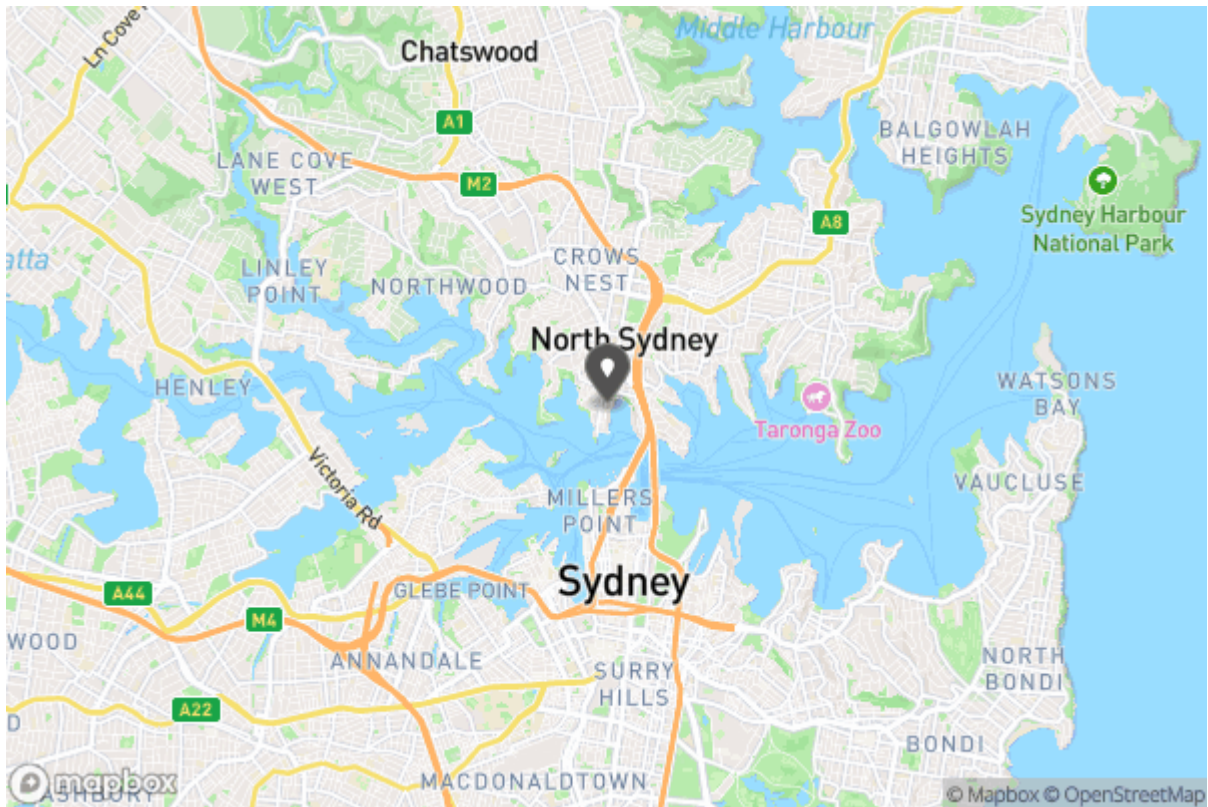 Middle Harbour
Chatswood
Ln Cove
A1
BALGOWLAH
HEIGHTS
LANE COVE
WEST
M2
A8
Sydney Harbour
National Park
CROWS
NEST
atta
LINLEY
POINT
NORTHWOOD
North Sydney
HENLEY
WATSONS
BAY
Taronga Zoo
Victoria Rd
VAUCLUSE
MILLERS
POINT
Sydney
A44
GLEBE POINT
M4
WOOD
ANNANDALE
SURRY
HILLS
NORTH
BONDI
A22
D
BONDI
MACDONALDTOWN
mapbox
ASHBURY
© Mapbox © OpenStreetMap